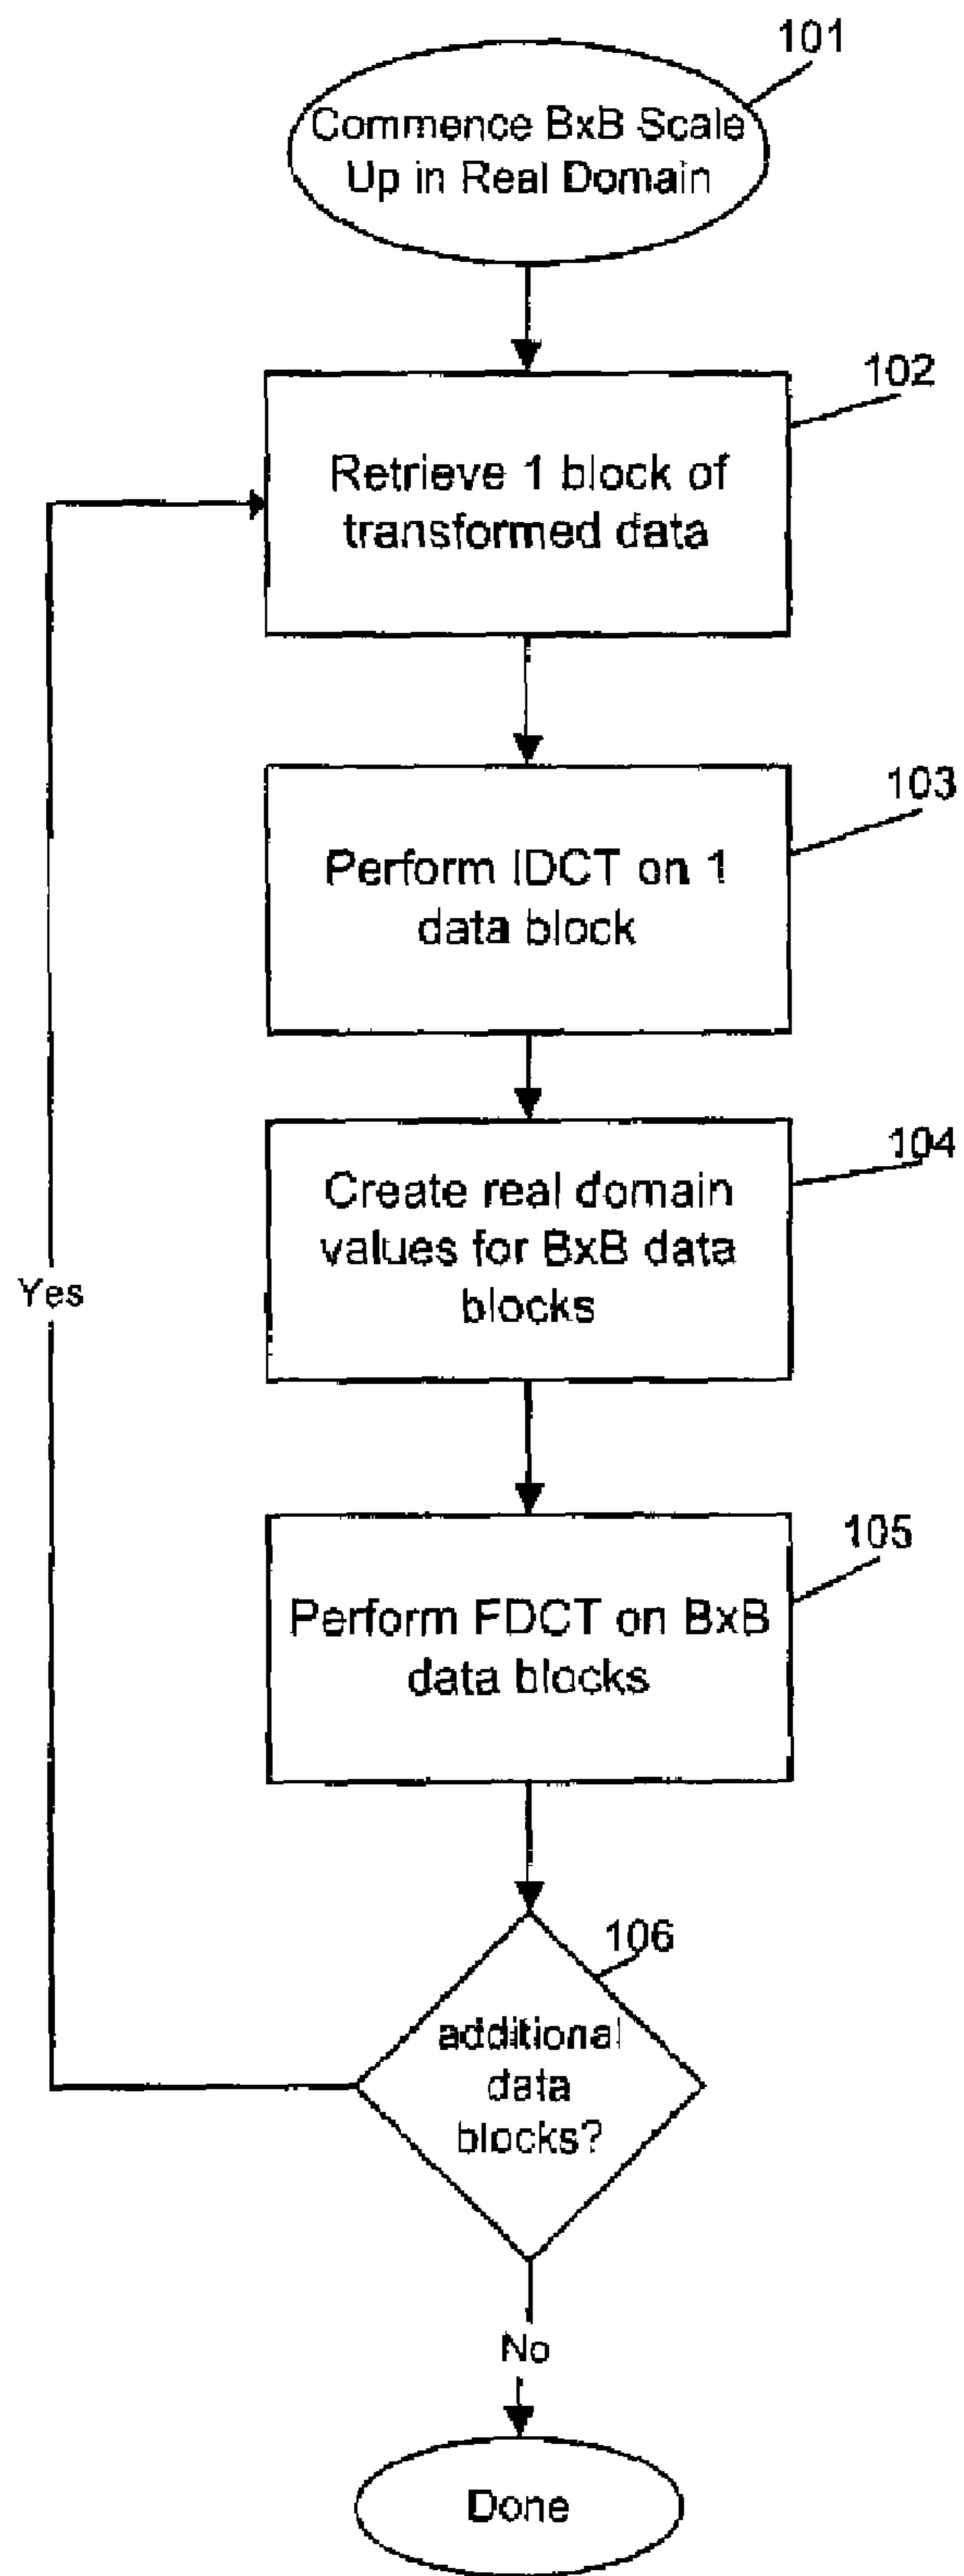 101
Commence BxB Scale
Up in Real Domain
102
Retrieve 1 block of
transformed data
103
Perform IDCT on 1
data block
104
Create real domain
values for BxB data
blocks
Yes
105
Perform FDCT on BxB
data blocks
106
additional
data
blocks?
No
Done